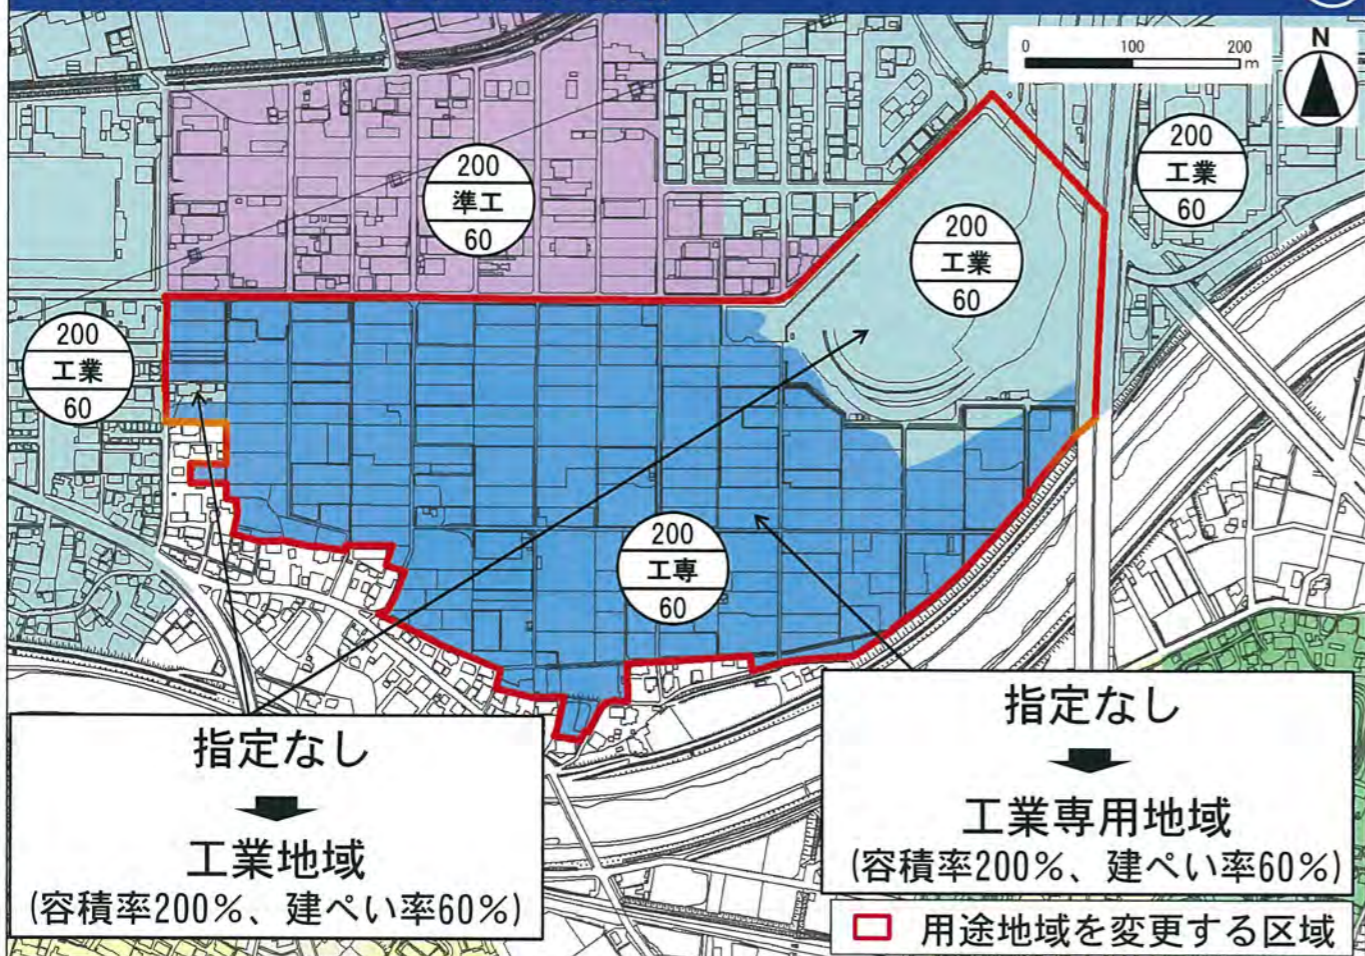 0 100 200
m
N
200
準工
60
200
工業
60
200
工業
60
200
工業
60
200
工専
60
指定なし
工業地域
(容積率200%、建ぺい率60%)
指定なし
工業専用地域
(容積率200%、建ぺい率60%)
用途地域を変更する区域